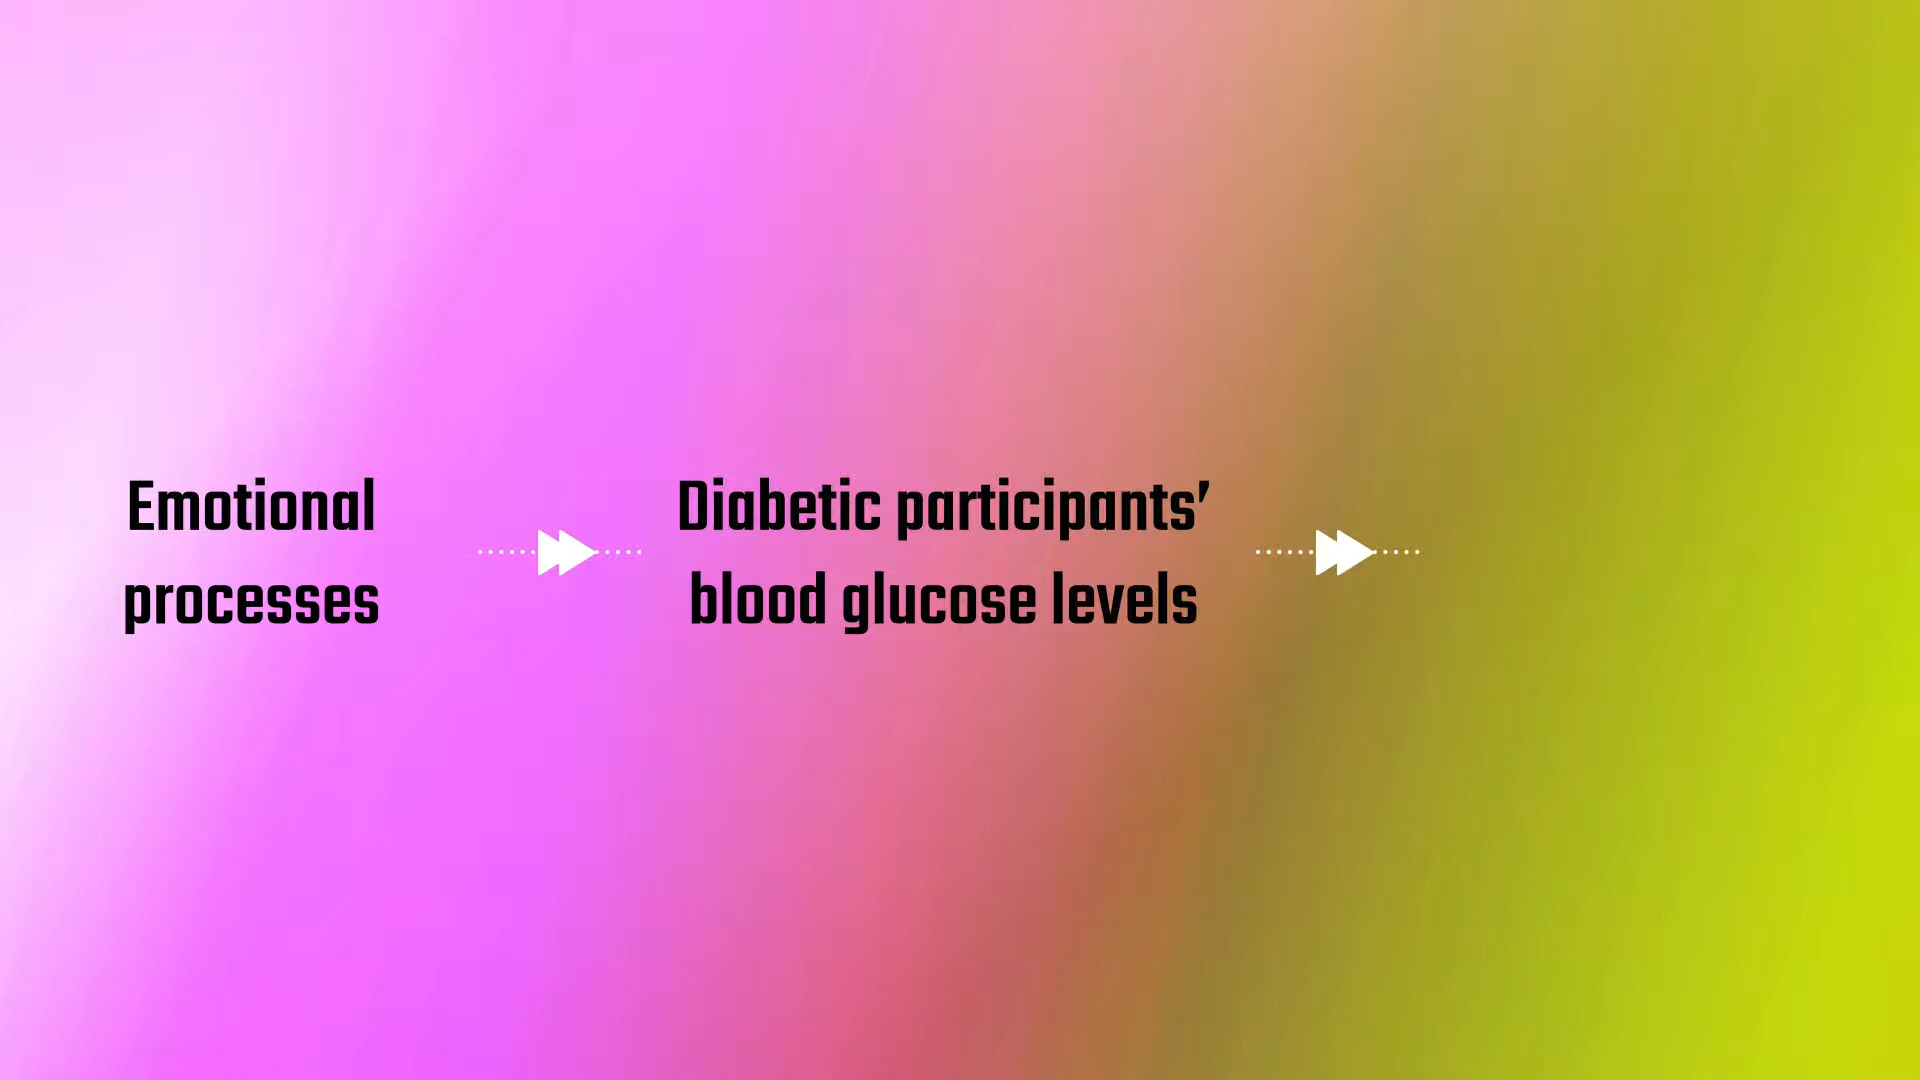 Emotional
processes
Diabetic participants’
blood glucose levels